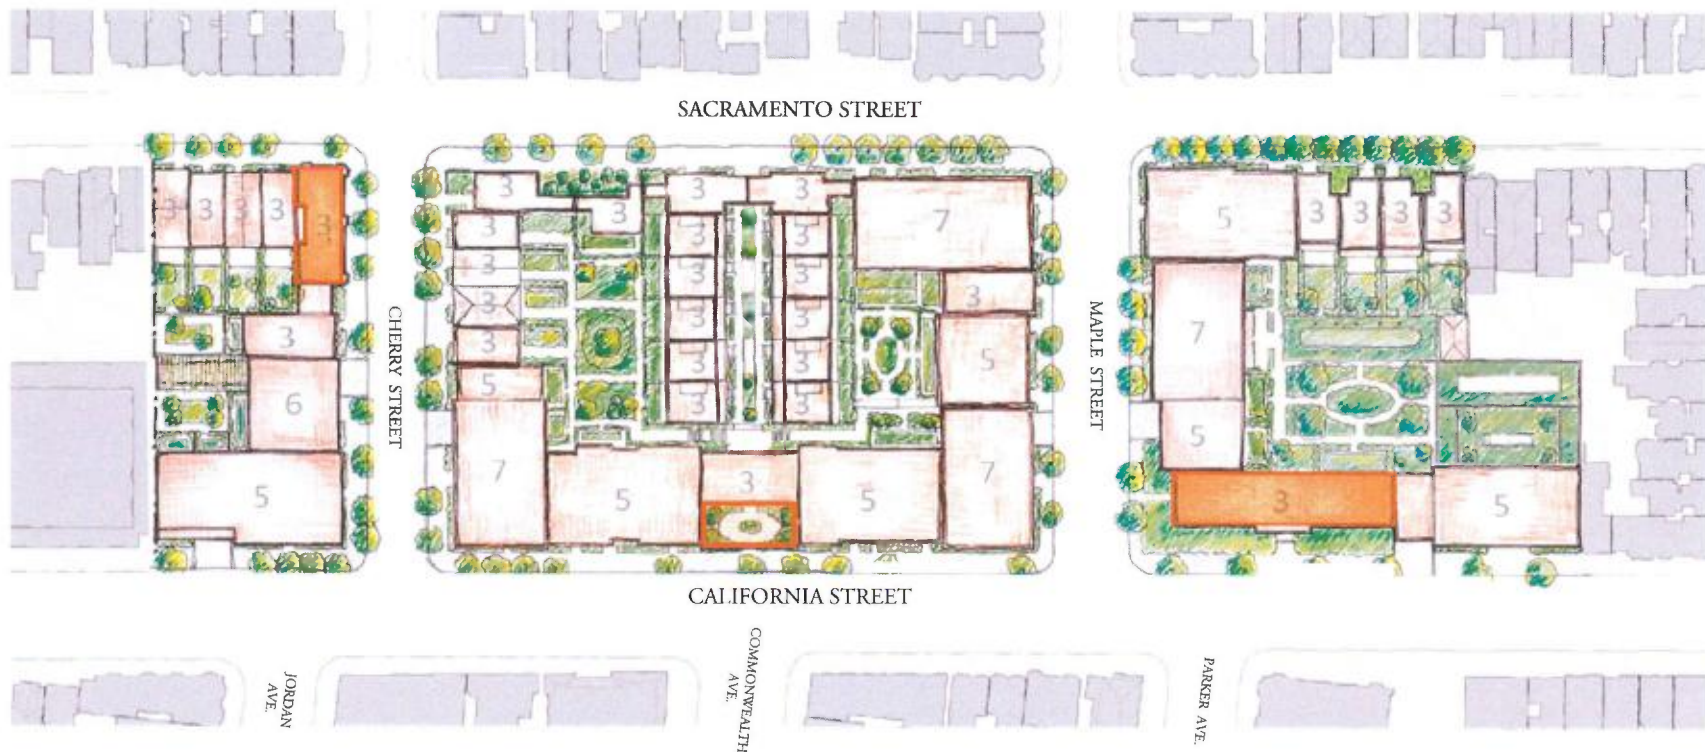 SACRAMENTO STREET
3 3 3 3 3
3
6
5
CHERRY STREET
3 3 3 3
7
3 3 3
3 3 3
3 3 3
3 3 3
5 3 3
3
5
7 5 3 5 7
MAPLE STREET
5 3 3 3 3
7
5
3 5
CALIFORNIA STREET
JORDAN
AVE.
COMMONWEALTH
AVE.
PARKER AVE.